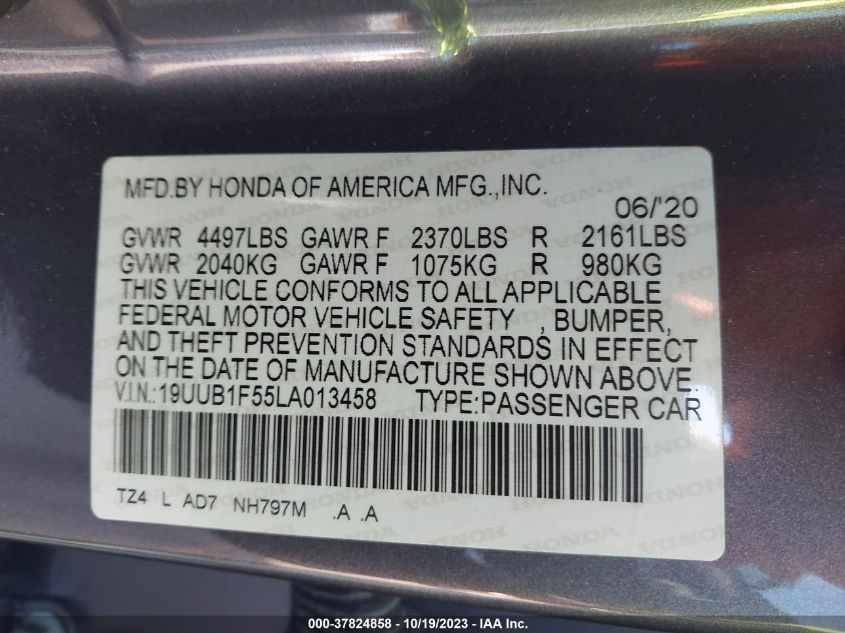 MFD.BY HONDA OF AMERICA MFG.,INC.
06/'20
GVWR 4497LBS GAWR F 2370LBS R 2161LBS
GVWR 2040KG GAWR F 1075KG R 980KG
THIS VEHICLE CONFORMS TO ALL APPLICABLE
FEDERAL MOTOR VEHICLE SAFETY , BUMPER,
AND THEFT PREVENTION STANDARDS IN EFFECT
ON THE DATE OF MANUFACTURE SHOWN ABOVE.
V.I.N.:19UUB1F55LA013458 TYPE:PASSENGER CAR
TZ4 L AD7 NH797M .A .A
000-37824858 - 10/19/2023 - IAA Inc.